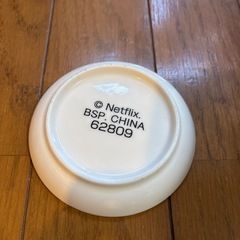 © Netflix.
BSP, CHINA
62809